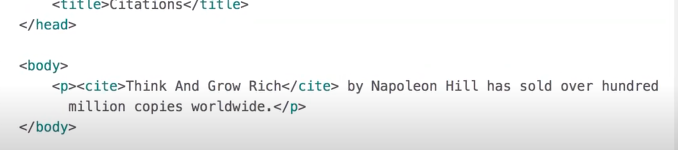 <title>Citations</title>
</head>
<body>
<p><cite>Think And Grow Rich</cite> by Napoleon Hill has sold over hundred
million copies worldwide.</p>
</body>